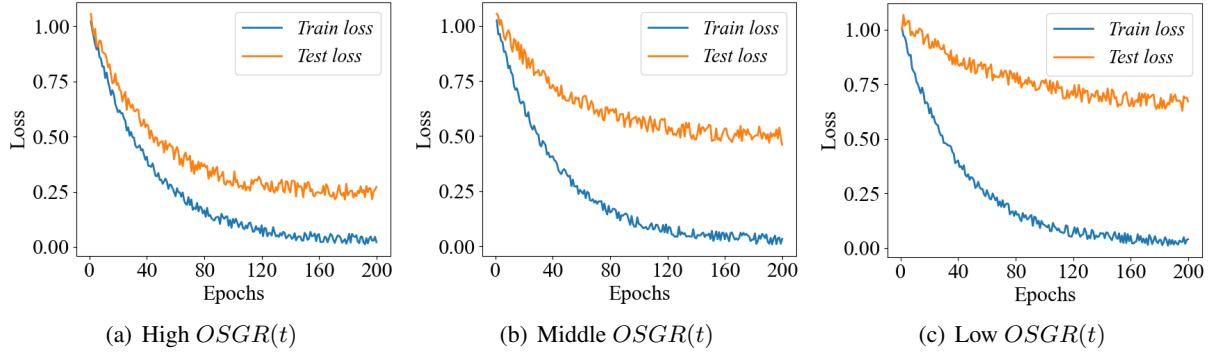 1.00
0.75
0.50
0.25
0.00
Loss
Train loss
Test loss
0 40 80 120 160 200
Epochs
(a) High OSGR(t)
1.00
0.75
0.50
0.25
0.00
Loss
Train loss
Test loss
0 40 80 120 160 200
Epochs
(b) Middle OSGR(t)
1.00
0.75
0.50
0.25
0.00
Loss
Train loss
Test loss
0 40 80 120 160 200
Epochs
(c) Low OSGR(t)